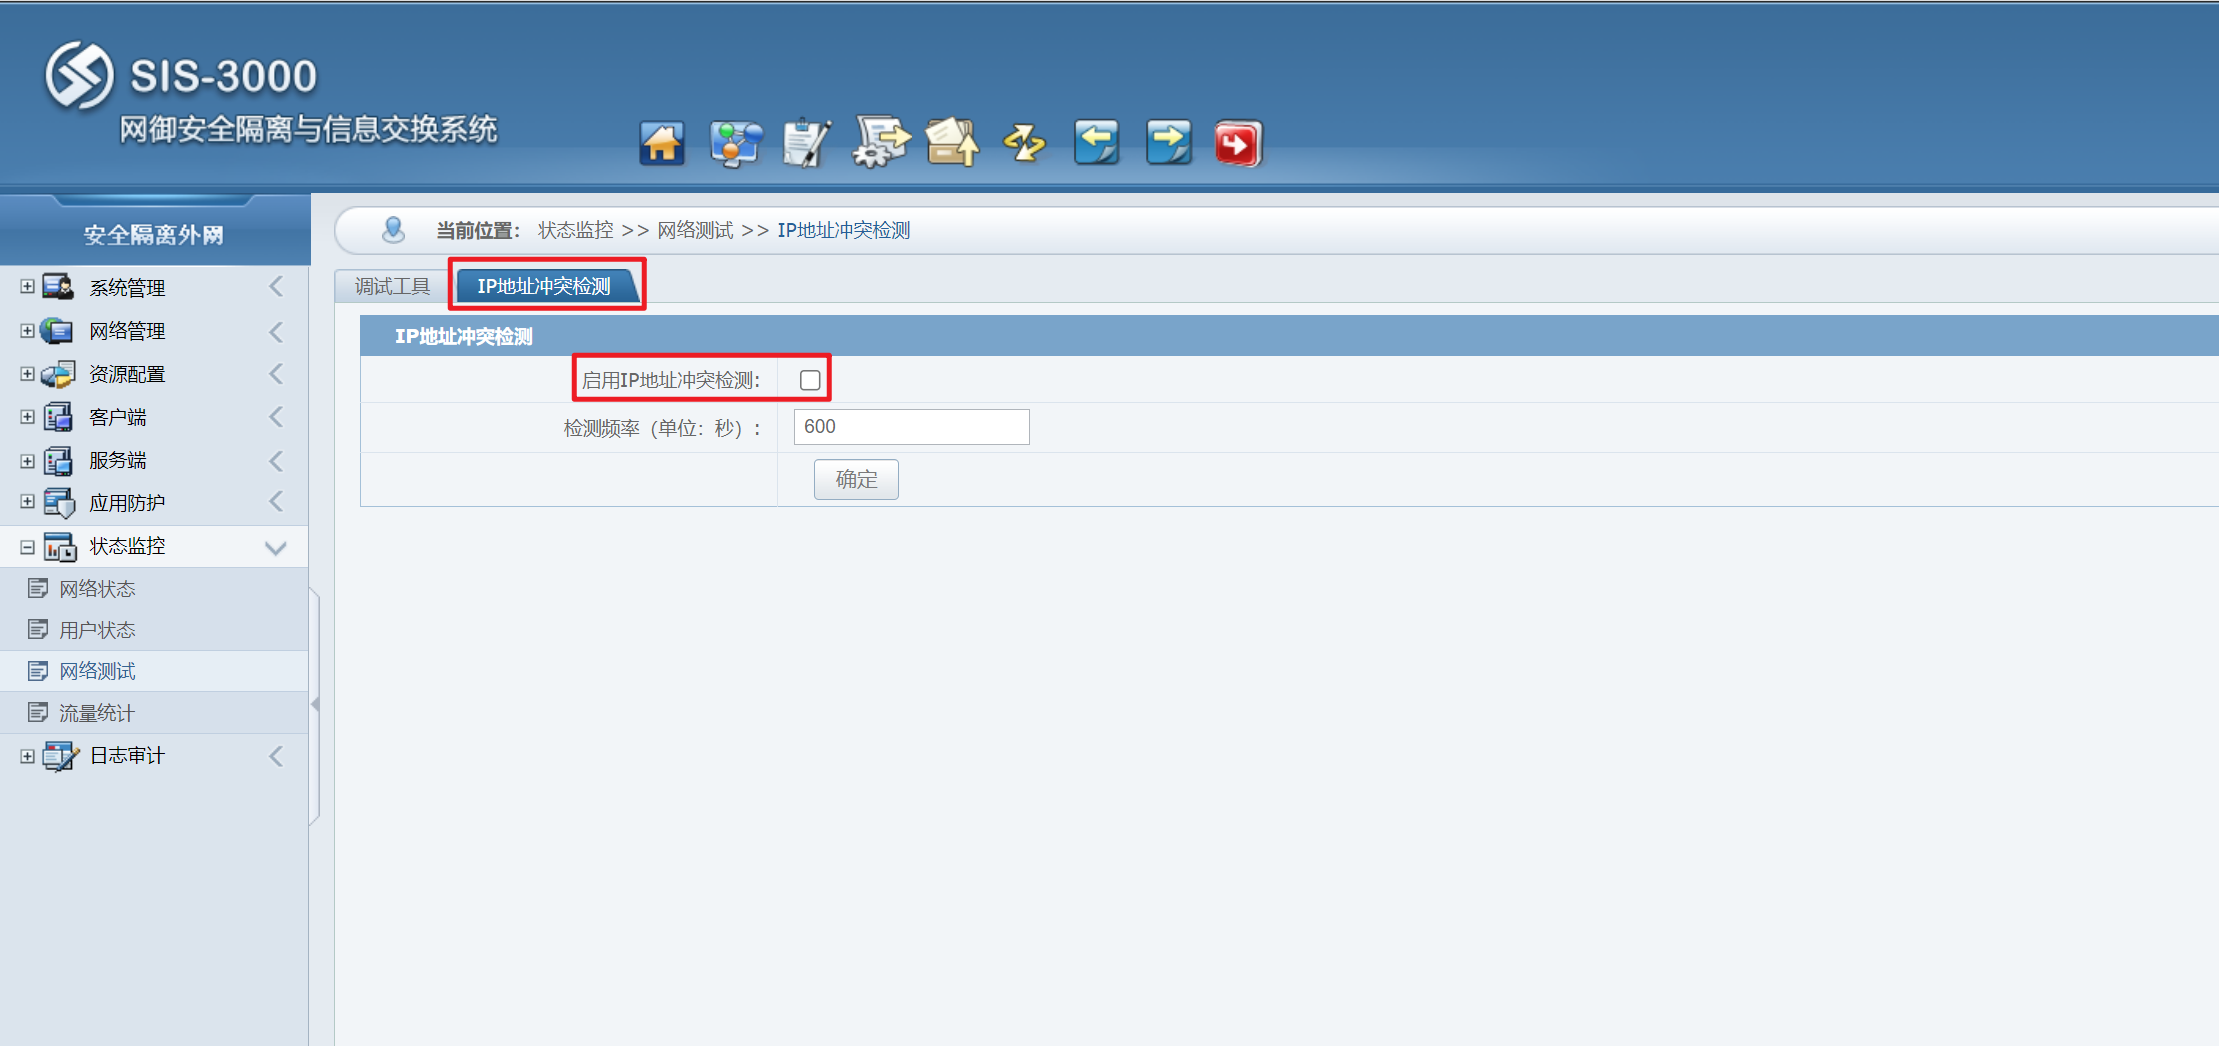 SIS-3000
网御安全隔离与信息交换系统
安全隔离外网
系统管理
网络管理
资源配置
客户端
服务端
应用防护
状态监控
网络状态
用户状态
网络测试
流量统计
日志审计
当前位置： 状态监控 >> 网络测试 >> IP地址冲突检测
调试工具 IP地址冲突检测
IP地址冲突检测
启用IP地址冲突检测：
检测频率（单位：秒）： 600
确定